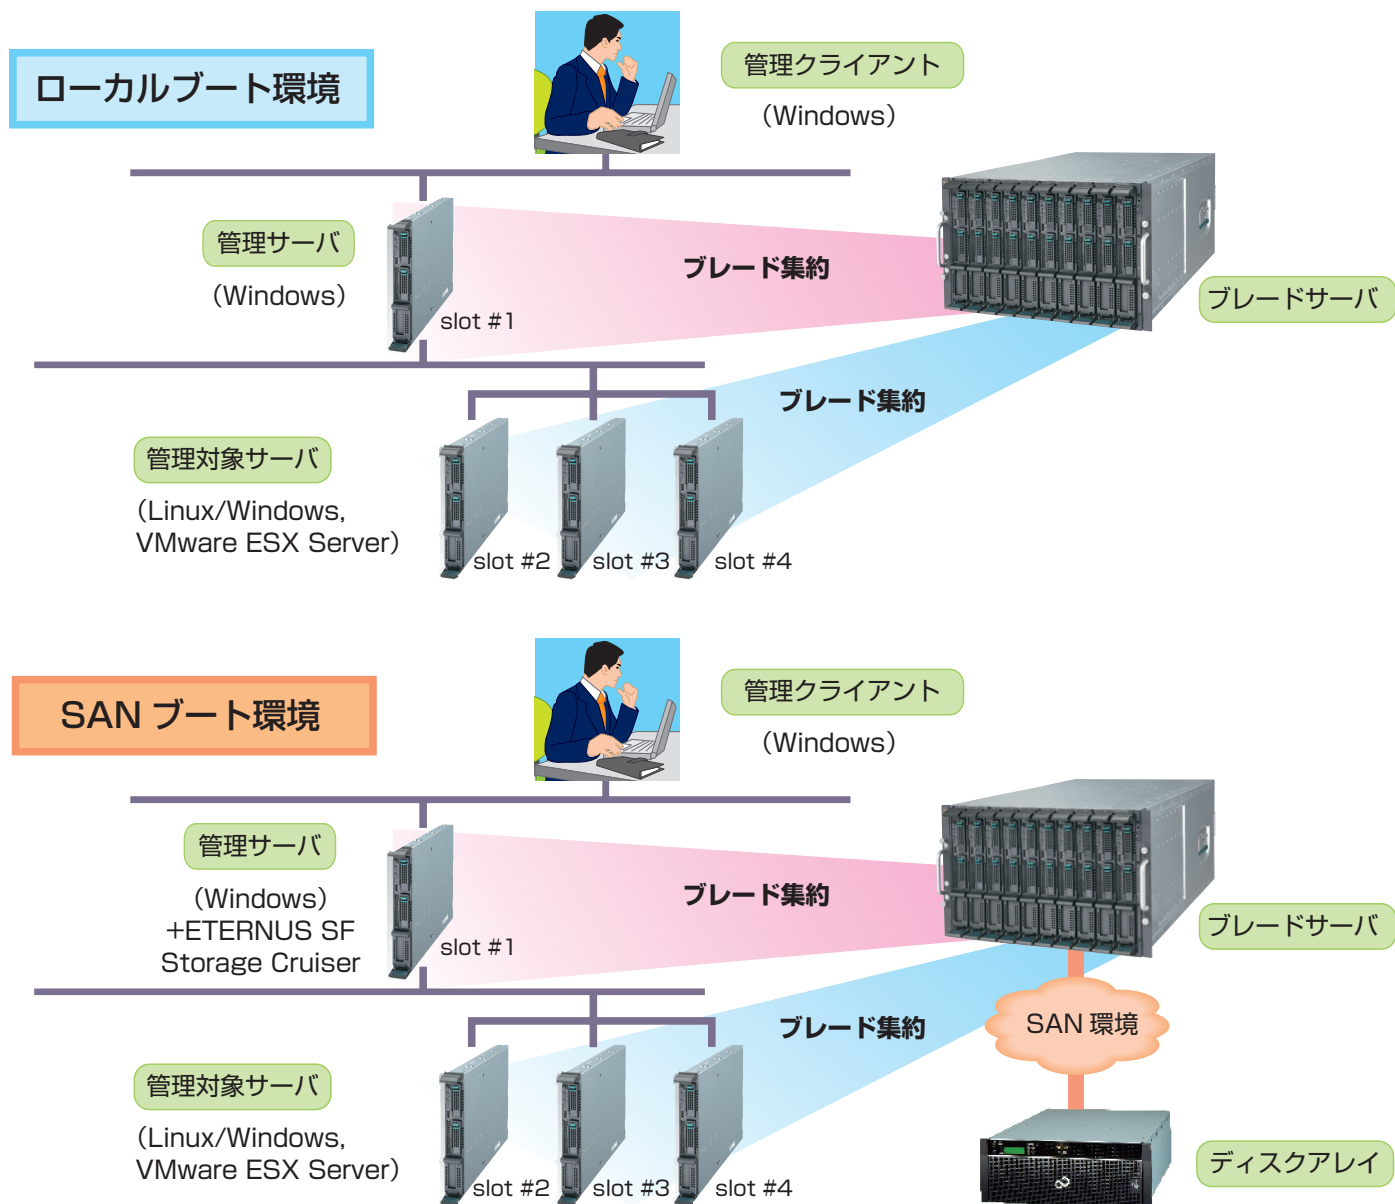 ローカルブート環境
管理クライアント
(Windows)
管理サーバ
(Windows)
slot #1
ブレード集約
ブレードサーバ
ブレード集約
管理対象サーバ
(Linux/Windows,
VMware ESX Server)
slot #2
slot #3
slot #4
SAN ブート環境
管理クライアント
(Windows)
管理サーバ
(Windows)
+ETERNUS SF
Storage Cruiser
slot #1
ブレード集約
ブレードサーバ
ブレード集約
SAN 環境
管理対象サーバ
(Linux/Windows,
VMware ESX Server)
slot #2
slot #3
slot #4
ディスクアレイ